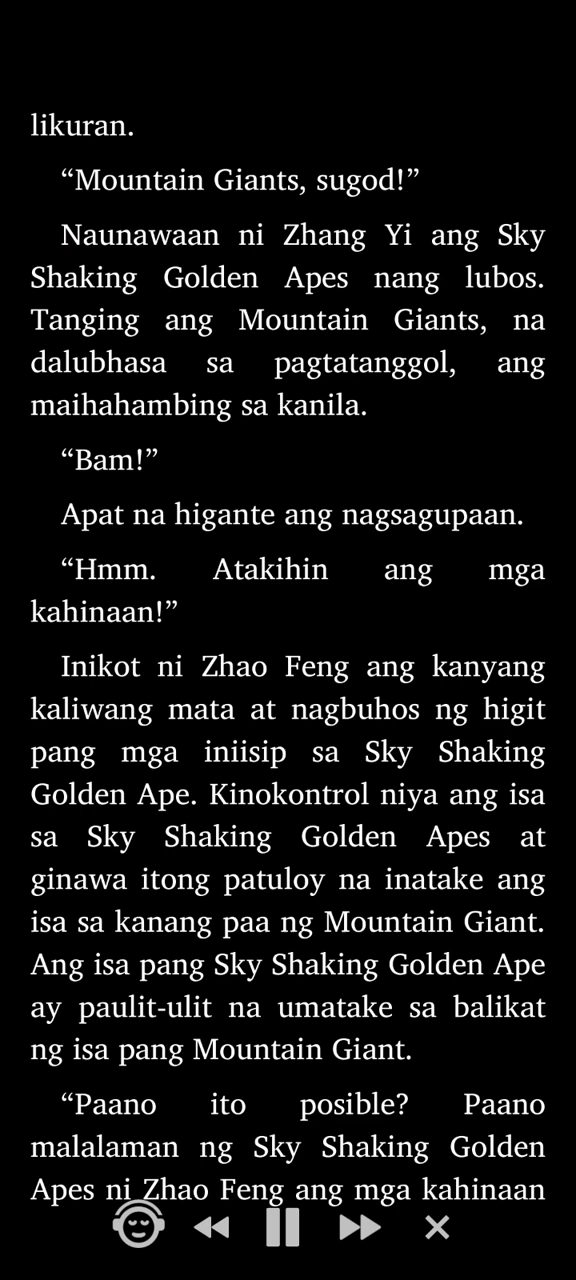 likuran.
“Mountain Giants, sugod!”
Naunawaan ni Zhang Yi ang Sky
Shaking Golden Apes nang lubos.
Tanging ang Mountain Giants, na
dalubhasa sa pagtatanggol, ang
maihahambing sa kanila.
“Bam!”
Apat na higante ang nagsagupaan.
“Hmm. Atakihin ang mga
kahinaan!”
Inikot ni Zhao Feng ang kanyang
kaliwang mata at nagbuhos ng higit
pang mga iniisip sa Sky Shaking
Golden Ape. Kinokontrol niya ang isa
sa Sky Shaking Golden Apes at
ginawa itong patuloy na inatake ang
isa sa kanang paa ng Mountain Giant.
Ang isa pang Sky Shaking Golden Ape
ay paulit-ulit na umatake sa balikat
ng isa pang Mountain Giant.
“Paano ito posible? Paano
malalaman ng Sky Shaking Golden
Apes ni Zhao Feng ang mga kahinaan